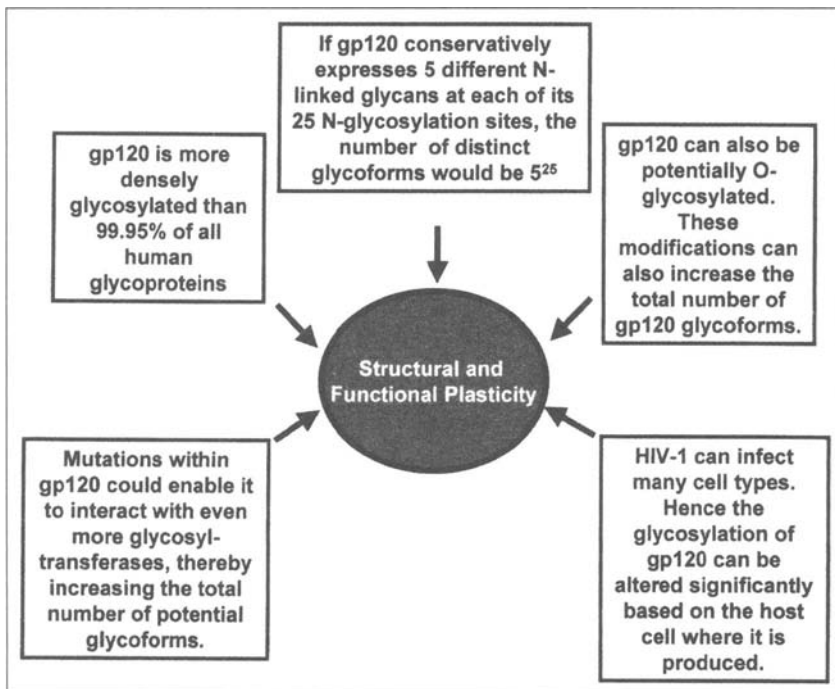 If gp120 conservatively
expresses 5 different N-
linked glycans at each of its
25 N-glycosylation sites, the
number of distinct
glycoforms would be 5²⁵
gp120 is more
densely
glycosylated than
99.95% of all
human
glycoproteins
gp120 can also be
potentially O-
glycosylated.
These
modifications can
also increase the
total number of
gp120 glycoforms.
Structural and
Functional Plasticity
Mutations within
gp120 could enable it
to interact with even
more glycosyl-
transferases, thereby
increasing the total
number of potential
glycoforms.
HIV-1 can infect
many cell types.
Hence the
glycosylation of
gp120 can be
altered significantly
based on the host
cell where it is
produced.